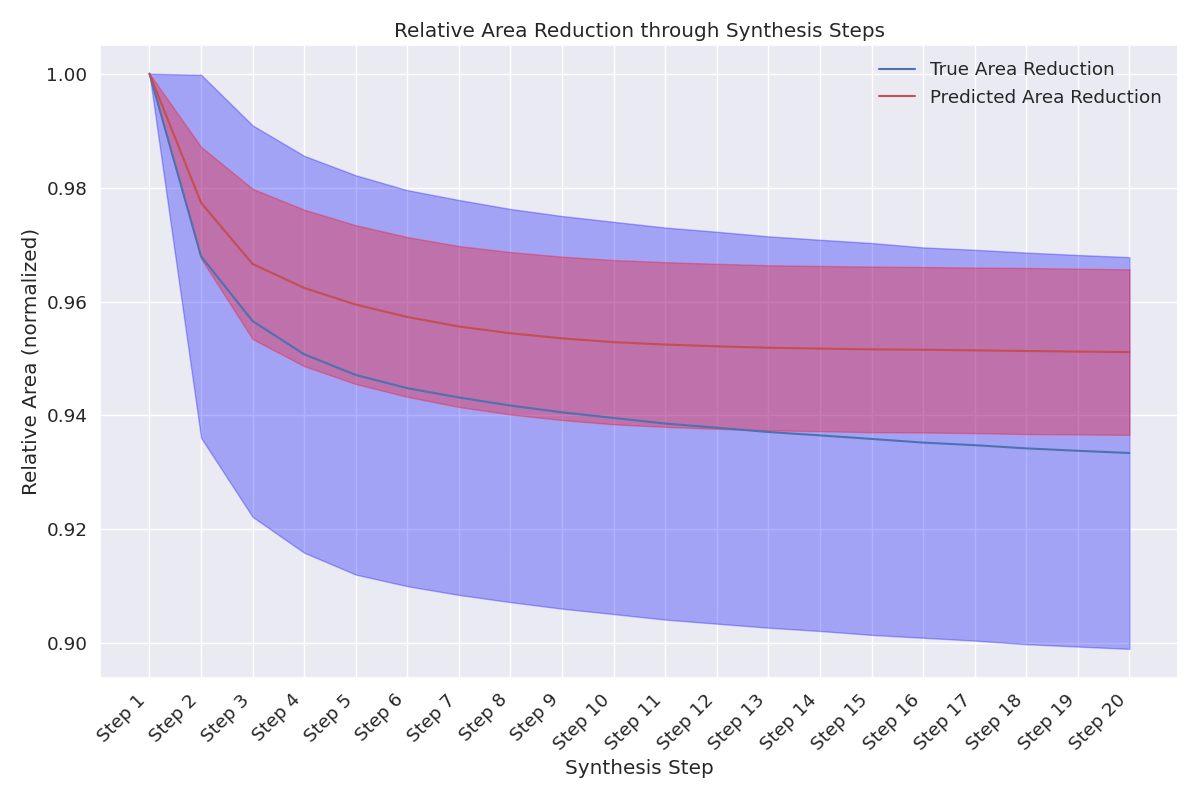 Relative Area Reduction through Synthesis Steps
True Area Reduction
Predicted Area Reduction
Relative Area (normalized)
1.00
0.98
0.96
0.94
0.92
0.90
Step 1
Step 2
Step 3
Step 4
Step 5
Step 6
Step 7
Step 8
Step 9
Step 10
Step 11
Step 12
Step 13
Step 14
Step 15
Step 16
Step 17
Step 18
Step 19
Step 20
Synthesis Step